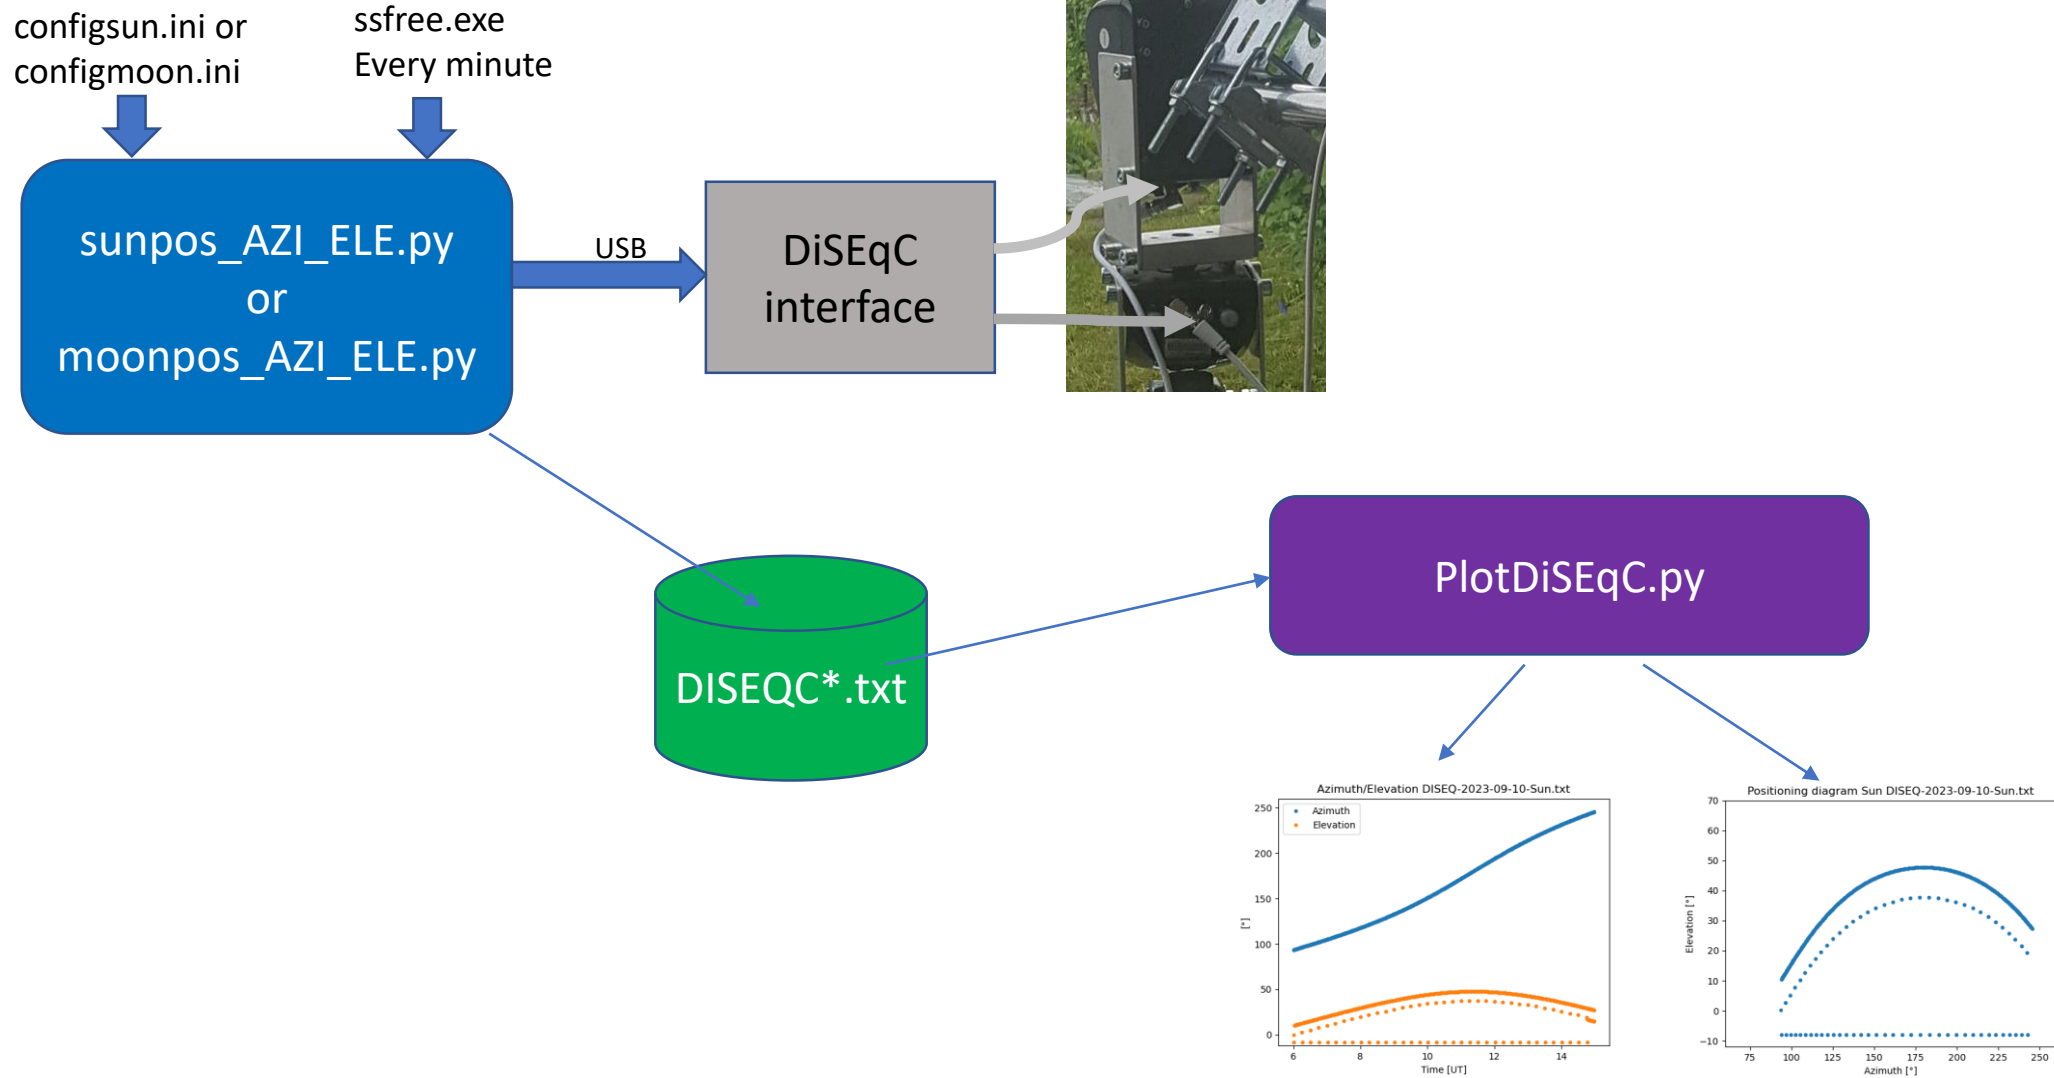 configsun.ini or
configmoon.ini
ssfree.exe
Every minute
sunpos_AZI_ELE.py
or
moonpos_AZI_ELE.py
USB
DiSEqC
interface
DISEQC*.txt
PlotDiSEqC.py
Azimuth/Elevation DISEQ-2023-09-10-Sun.txt
Azimuth
Elevation
[°]
250
200
150
100
50
0
6 8 10 12 14
Time [UT]
Positioning diagram Sun DISEQ-2023-09-10-Sun.txt
Elevation [°]
70
60
50
40
30
20
10
0
−10
75 100 125 150 175 200 225 250
Azimuth [°]